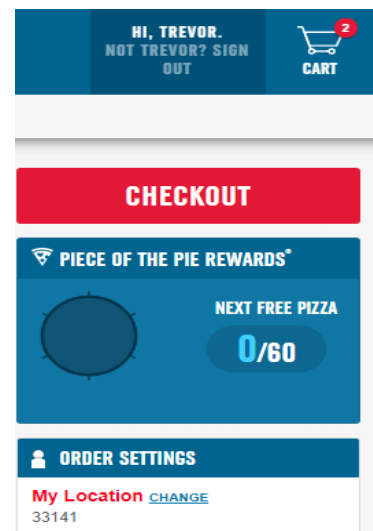 HI, TREVOR.
NOT TREVOR? SIGN
OUT
2
CART
CHECKOUT
PIECE OF THE PIE REWARDS®
NEXT FREE PIZZA
0/60
ORDER SETTINGS
My Location CHANGE
33141